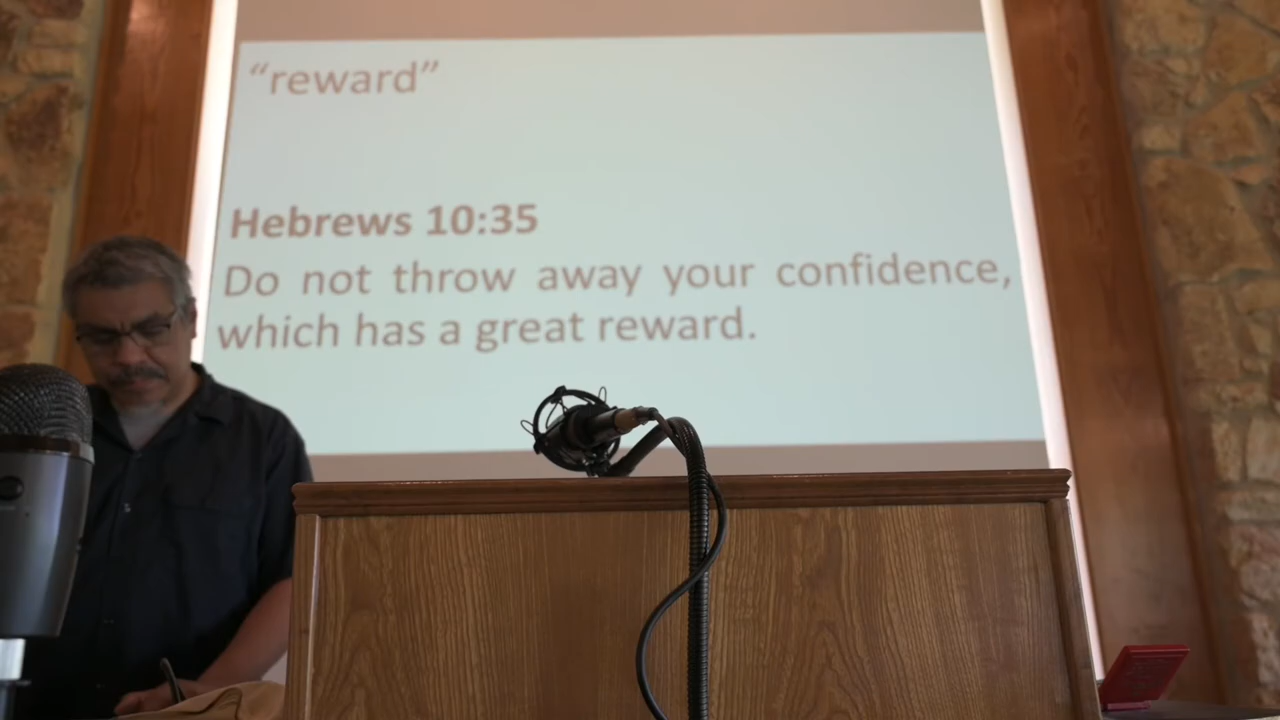 “reward”
Hebrews 10:35
Do not throw away your confidence,
which has a great reward.